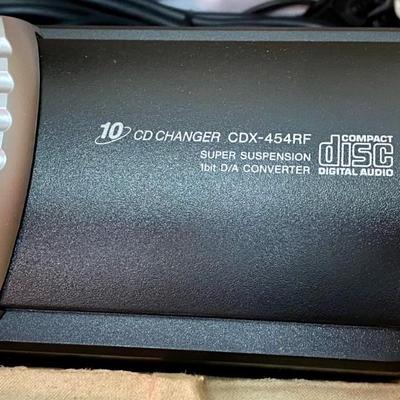 10 CD CHANGER CDX-454RF
SUPER SUSPENSION
1bit D/A CONVERTER
COMPACT
disc
DIGITAL AUDIO